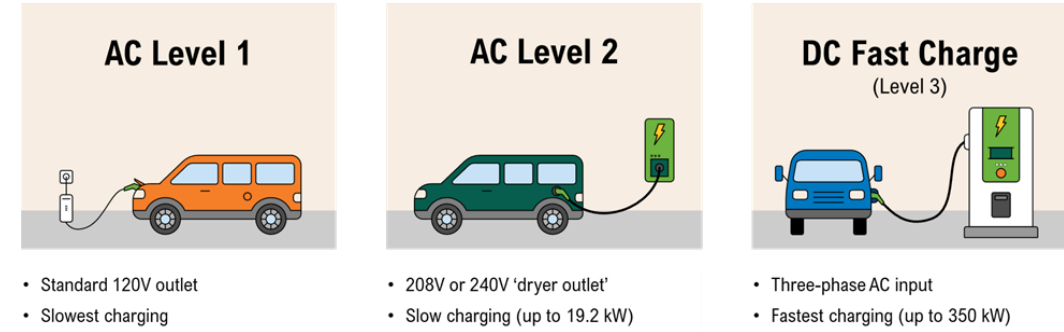 AC Level 1
• Standard 120V outlet
• Slowest charging
AC Level 2
• 208V or 240V ‘dryer outlet’
• Slow charging (up to 19.2 kW)
DC Fast Charge
(Level 3)
• Three-phase AC input
• Fastest charging (up to 350 kW)